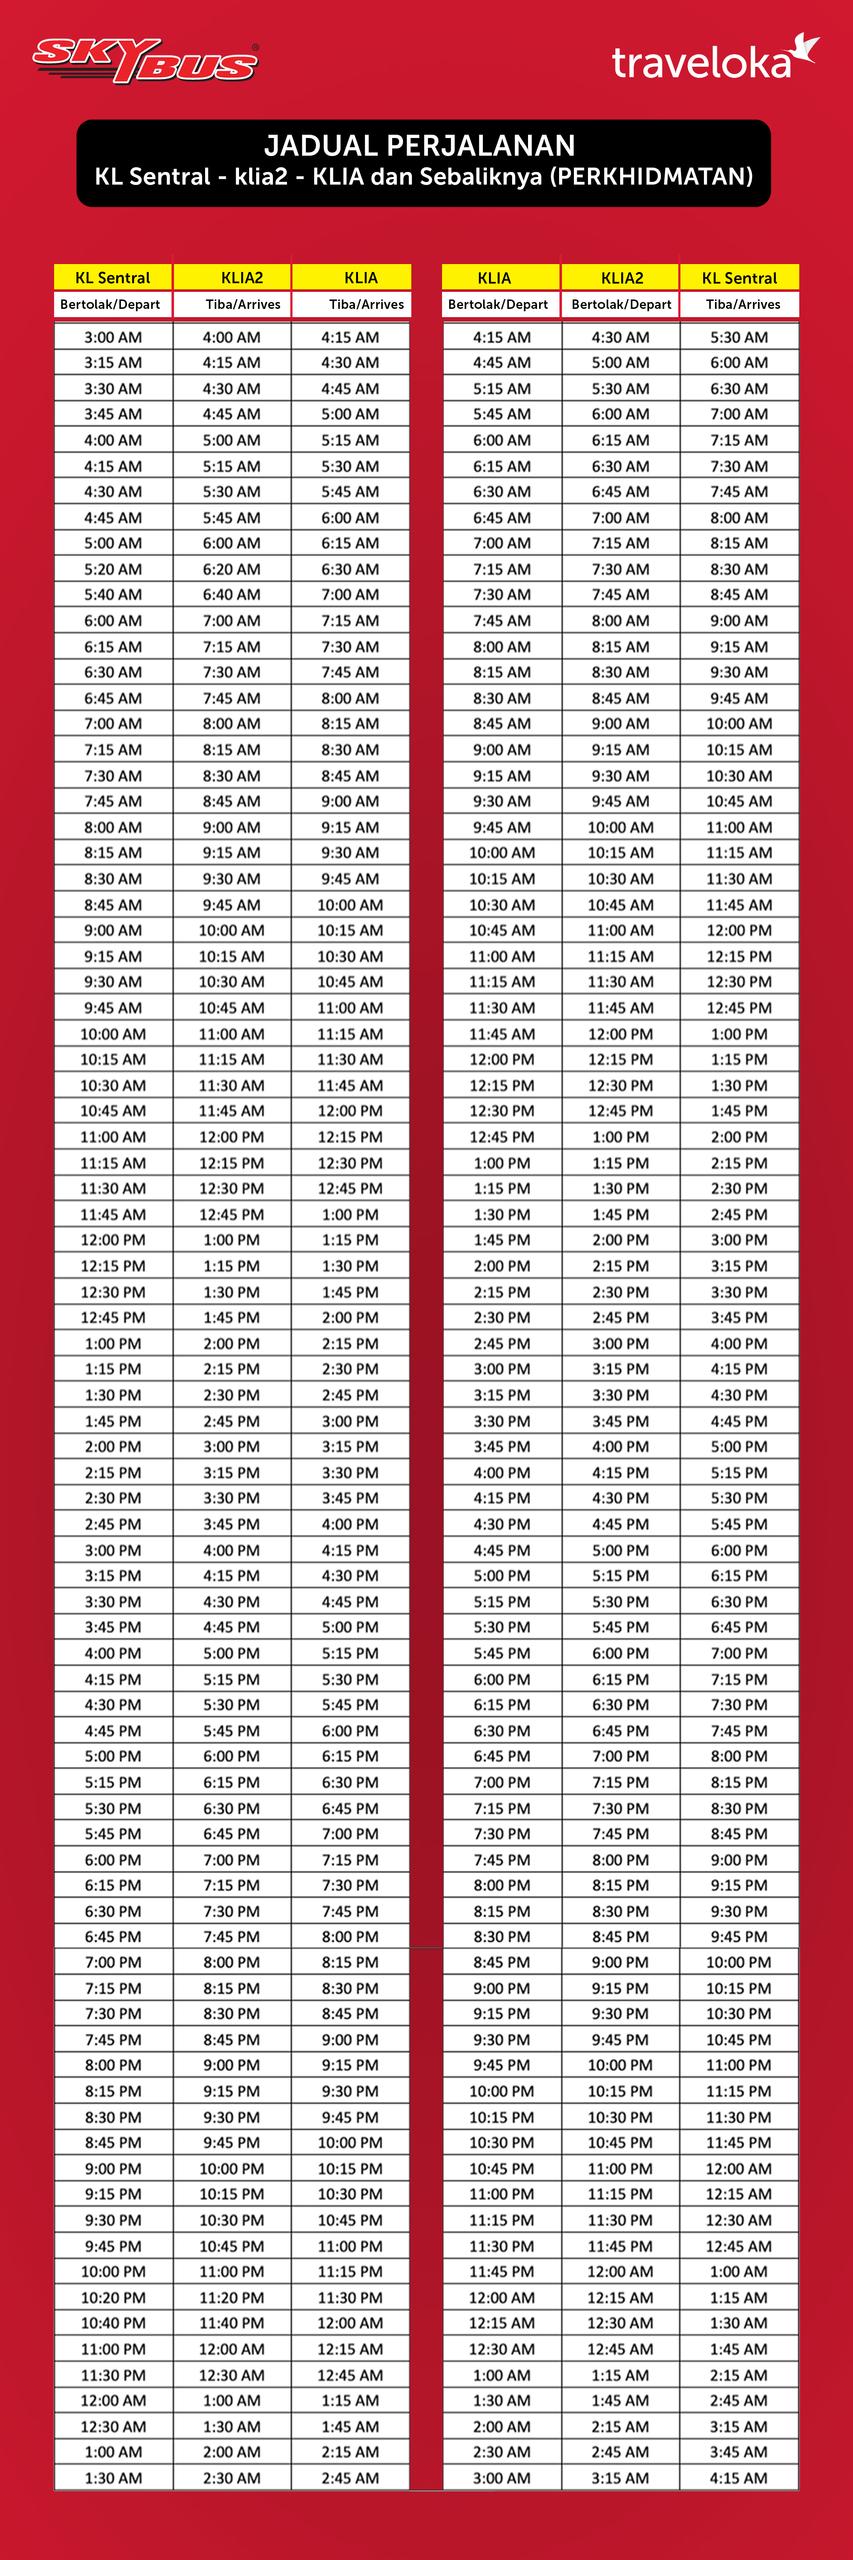 SKYBUS®
traveloka
JADUAL PERJALANAN
KL Sentral - klia2 - KLIA dan Sebaliknya (PERKHIDMATAN)
KL Sentral KLIA2 KLIA KLIA KLIA2 KL Sentral
Bertolak/Depart Tiba/Arrives Tiba/Arrives Bertolak/Depart Bertolak/Depart Tiba/Arrives
3:00 AM 4:00 AM 4:15 AM 4:15 AM 4:30 AM 5:30 AM
3:15 AM 4:15 AM 4:30 AM 4:45 AM 5:00 AM 6:00 AM
3:30 AM 4:30 AM 4:45 AM 5:15 AM 5:30 AM 6:30 AM
3:45 AM 4:45 AM 5:00 AM 5:45 AM 6:00 AM 7:00 AM
4:00 AM 5:00 AM 5:15 AM 6:00 AM 6:15 AM 7:15 AM
4:15 AM 5:15 AM 5:30 AM 6:15 AM 6:30 AM 7:30 AM
4:30 AM 5:30 AM 5:45 AM 6:30 AM 6:45 AM 7:45 AM
4:45 AM 5:45 AM 6:00 AM 6:45 AM 7:00 AM 8:00 AM
5:00 AM 6:00 AM 6:15 AM 7:00 AM 7:15 AM 8:15 AM
5:20 AM 6:20 AM 6:30 AM 7:15 AM 7:30 AM 8:30 AM
5:40 AM 6:40 AM 7:00 AM 7:30 AM 7:45 AM 8:45 AM
6:00 AM 7:00 AM 7:15 AM 7:45 AM 8:00 AM 9:00 AM
6:15 AM 7:15 AM 7:30 AM 8:00 AM 8:15 AM 9:15 AM
6:30 AM 7:30 AM 7:45 AM 8:15 AM 8:30 AM 9:30 AM
6:45 AM 7:45 AM 8:00 AM 8:30 AM 8:45 AM 9:45 AM
7:00 AM 8:00 AM 8:15 AM 8:45 AM 9:00 AM 10:00 AM
7:15 AM 8:15 AM 8:30 AM 9:00 AM 9:15 AM 10:15 AM
7:30 AM 8:30 AM 8:45 AM 9:15 AM 9:30 AM 10:30 AM
7:45 AM 8:45 AM 9:00 AM 9:30 AM 9:45 AM 10:45 AM
8:00 AM 9:00 AM 9:15 AM 9:45 AM 10:00 AM 11:00 AM
8:15 AM 9:15 AM 9:30 AM 10:00 AM 10:15 AM 11:15 AM
8:30 AM 9:30 AM 9:45 AM 10:15 AM 10:30 AM 11:30 AM
8:45 AM 9:45 AM 10:00 AM 10:30 AM 10:45 AM 11:45 AM
9:00 AM 10:00 AM 10:15 AM 10:45 AM 11:00 AM 12:00 PM
9:15 AM 10:15 AM 10:30 AM 11:00 AM 11:15 AM 12:15 PM
9:30 AM 10:30 AM 10:45 AM 11:15 AM 11:30 AM 12:30 PM
9:45 AM 10:45 AM 11:00 AM 11:30 AM 11:45 AM 12:45 PM
10:00 AM 11:00 AM 11:15 AM 11:45 AM 12:00 PM 1:00 PM
10:15 AM 11:15 AM 11:30 AM 12:00 PM 12:15 PM 1:15 PM
10:30 AM 11:30 AM 11:45 AM 12:15 PM 12:30 PM 1:30 PM
10:45 AM 11:45 AM 12:00 PM 12:30 PM 12:45 PM 1:45 PM
11:00 AM 12:00 PM 12:15 PM 12:45 PM 1:00 PM 2:00 PM
11:15 AM 12:15 PM 12:30 PM 1:00 PM 1:15 PM 2:15 PM
11:30 AM 12:30 PM 12:45 PM 1:15 PM 1:30 PM 2:30 PM
11:45 AM 12:45 PM 1:00 PM 1:30 PM 1:45 PM 2:45 PM
12:00 PM 1:00 PM 1:15 PM 1:45 PM 2:00 PM 3:00 PM
12:15 PM 1:15 PM 1:30 PM 2:00 PM 2:15 PM 3:15 PM
12:30 PM 1:30 PM 1:45 PM 2:15 PM 2:30 PM 3:30 PM
12:45 PM 1:45 PM 2:00 PM 2:30 PM 2:45 PM 3:45 PM
1:00 PM 2:00 PM 2:15 PM 2:45 PM 3:00 PM 4:00 PM
1:15 PM 2:15 PM 2:30 PM 3:00 PM 3:15 PM 4:15 PM
1:30 PM 2:30 PM 2:45 PM 3:15 PM 3:30 PM 4:30 PM
1:45 PM 2:45 PM 3:00 PM 3:30 PM 3:45 PM 4:45 PM
2:00 PM 3:00 PM 3:15 PM 3:45 PM 4:00 PM 5:00 PM
2:15 PM 3:15 PM 3:30 PM 4:00 PM 4:15 PM 5:15 PM
2:30 PM 3:30 PM 3:45 PM 4:15 PM 4:30 PM 5:30 PM
2:45 PM 3:45 PM 4:00 PM 4:30 PM 4:45 PM 5:45 PM
3:00 PM 4:00 PM 4:15 PM 4:45 PM 5:00 PM 6:00 PM
3:15 PM 4:15 PM 4:30 PM 5:00 PM 5:15 PM 6:15 PM
3:30 PM 4:30 PM 4:45 PM 5:15 PM 5:30 PM 6:30 PM
3:45 PM 4:45 PM 5:00 PM 5:30 PM 5:45 PM 6:45 PM
4:00 PM 5:00 PM 5:15 PM 5:45 PM 6:00 PM 7:00 PM
4:15 PM 5:15 PM 5:30 PM 6:00 PM 6:15 PM 7:15 PM
4:30 PM 5:30 PM 5:45 PM 6:15 PM 6:30 PM 7:30 PM
4:45 PM 5:45 PM 6:00 PM 6:30 PM 6:45 PM 7:45 PM
5:00 PM 6:00 PM 6:15 PM 6:45 PM 7:00 PM 8:00 PM
5:15 PM 6:15 PM 6:30 PM 7:00 PM 7:15 PM 8:15 PM
5:30 PM 6:30 PM 6:45 PM 7:15 PM 7:30 PM 8:30 PM
5:45 PM 6:45 PM 7:00 PM 7:30 PM 7:45 PM 8:45 PM
6:00 PM 7:00 PM 7:15 PM 7:45 PM 8:00 PM 9:00 PM
6:15 PM 7:15 PM 7:30 PM 8:00 PM 8:15 PM 9:15 PM
6:30 PM 7:30 PM 7:45 PM 8:15 PM 8:30 PM 9:30 PM
6:45 PM 7:45 PM 8:00 PM 8:30 PM 8:45 PM 9:45 PM
7:00 PM 8:00 PM 8:15 PM 8:45 PM 9:00 PM 10:00 PM
7:15 PM 8:15 PM 8:30 PM 9:00 PM 9:15 PM 10:15 PM
7:30 PM 8:30 PM 8:45 PM 9:15 PM 9:30 PM 10:30 PM
7:45 PM 8:45 PM 9:00 PM 9:30 PM 9:45 PM 10:45 PM
8:00 PM 9:00 PM 9:15 PM 9:45 PM 10:00 PM 11:00 PM
8:15 PM 9:15 PM 9:30 PM 10:00 PM 10:15 PM 11:15 PM
8:30 PM 9:30 PM 9:45 PM 10:15 PM 10:30 PM 11:30 PM
8:45 PM 9:45 PM 10:00 PM 10:30 PM 10:45 PM 11:45 PM
9:00 PM 10:00 PM 10:15 PM 10:45 PM 11:00 PM 12:00 AM
9:15 PM 10:15 PM 10:30 PM 11:00 PM 11:15 PM 12:15 AM
9:30 PM 10:30 PM 10:45 PM 11:15 PM 11:30 PM 12:30 AM
9:45 PM 10:45 PM 11:00 PM 11:30 PM 11:45 PM 12:45 AM
10:00 PM 11:00 PM 11:15 PM 11:45 PM 12:00 AM 1:00 AM
10:20 PM 11:20 PM 11:30 PM 12:00 AM 12:15 AM 1:15 AM
10:40 PM 11:40 PM 12:00 AM 12:15 AM 12:30 AM 1:30 AM
11:00 PM 12:00 AM 12:15 AM 12:30 AM 12:45 AM 1:45 AM
11:30 PM 12:30 AM 12:45 AM 1:00 AM 1:15 AM 2:15 AM
12:00 AM 1:00 AM 1:15 AM 1:30 AM 1:45 AM 2:45 AM
12:30 AM 1:30 AM 1:45 AM 2:00 AM 2:15 AM 3:15 AM
1:00 AM 2:00 AM 2:15 AM 2:30 AM 2:45 AM 3:45 AM
1:30 AM 2:30 AM 2:45 AM 3:00 AM 3:15 AM 4:15 AM